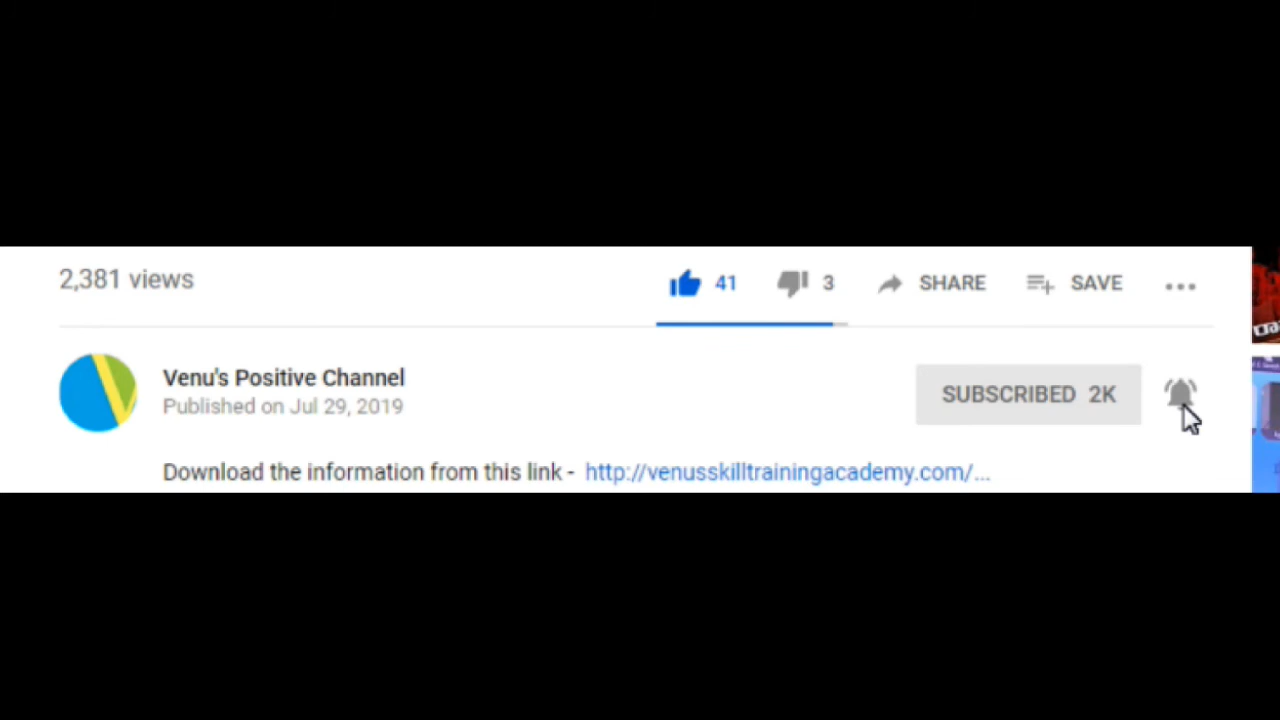 2,381 views
41 3 SHARE SAVE
Venu's Positive Channel
Published on Jul 29, 2019
SUBSCRIBED 2K
Download the information from this link - http://venusskilltrainingacademy.com/...